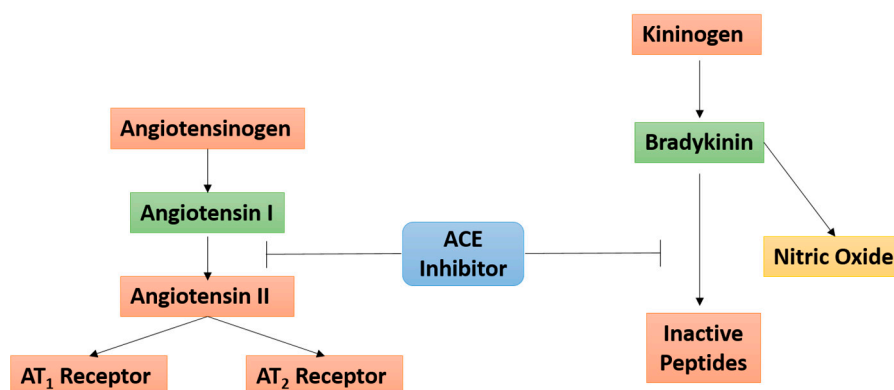 Kininogen
Angiotensinogen
Bradykinin
Angiotensin I
ACE
Inhibitor
Nitric Oxide
Angiotensin II
Inactive
Peptides
AT₁ Receptor
AT₂ Receptor